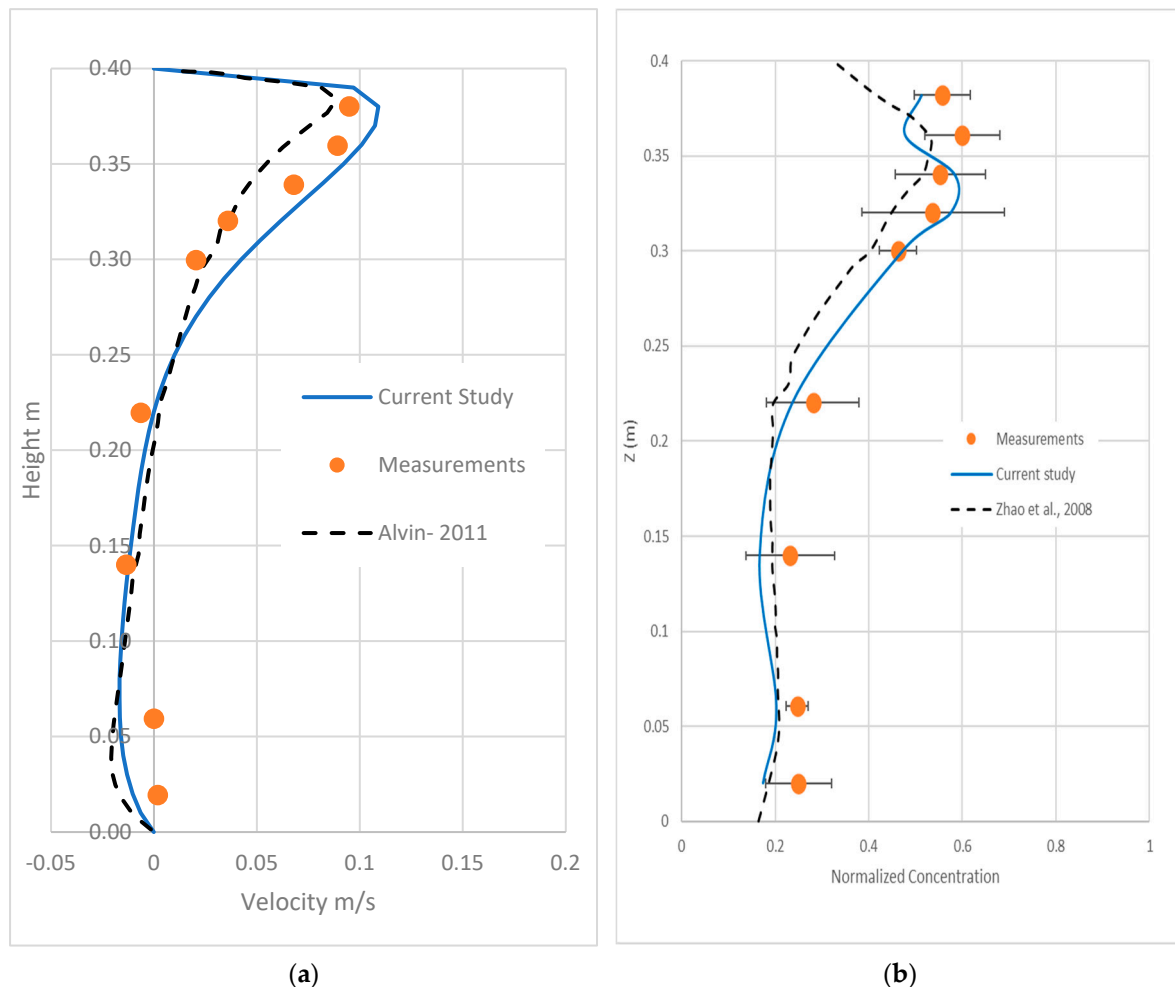 0.40
0.35
0.30
0.25
0.20
0.15
0.10
0.05
0.00
-0.05 0 0.05 0.1 0.15 0.2
Height m
Velocity m/s
Current Study
Measurements
Alvin- 2011
(a)
0.4
0.35
0.3
0.25
0.2
0.15
0.1
0.05
0
0 0.2 0.4 0.6 0.8 1
Z (m)
Normalized Concentration
Measurements
Current study
Zhao et al., 2008
(b)